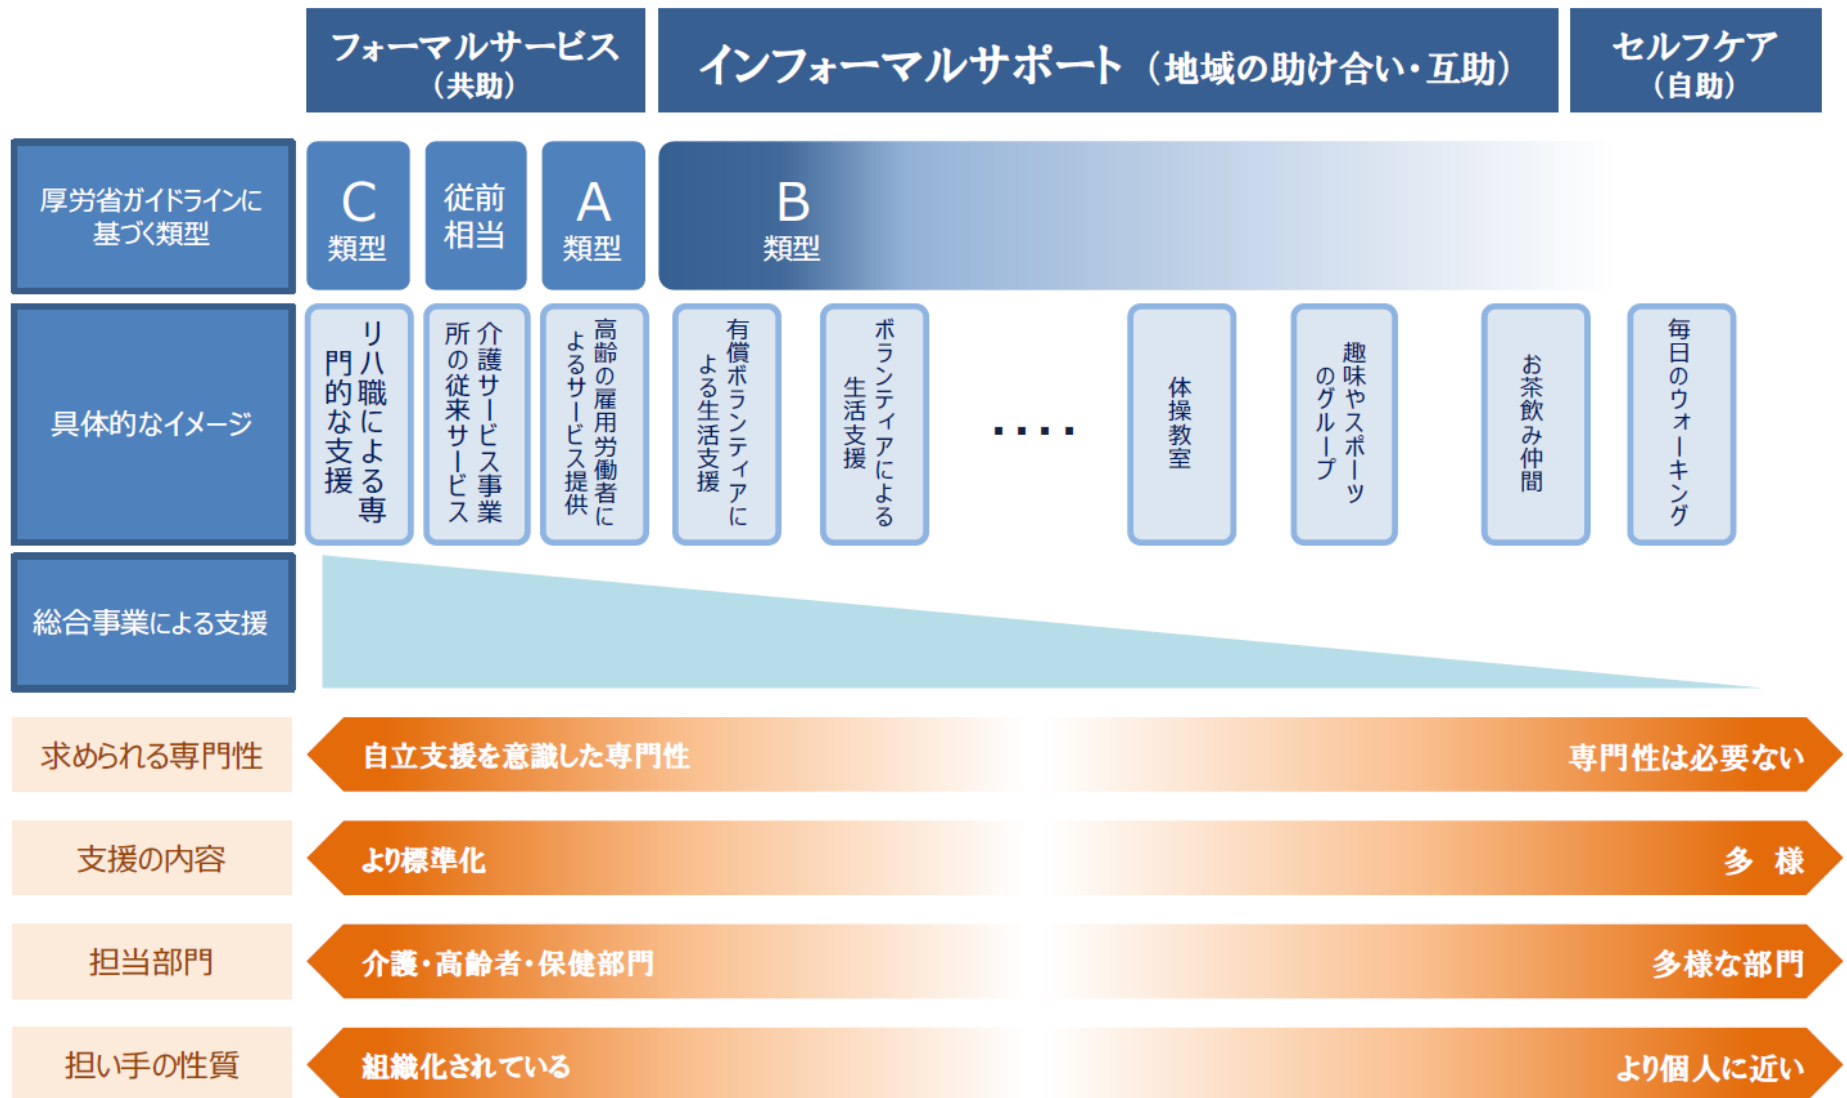 フォーマルサービス
（共助）
インフォーマルサポート（地域の助け合い・互助）
セルフケア
（自助）
厚労省ガイドラインに
基づく類型
C
類型
従前
相当
A
類型
B
類型
具体的なイメージ
リハ職による専
門的な支援
介護サービス事業
所の従来サービス
高齢の雇用労働者に
よるサービス提供
有償ボランティアに
よる生活支援
ボランティアによる
生活支援
････
体操教室
趣味やスポーツ
のグループ
お茶飲み仲間
毎日のウォーキング
総合事業による支援
求められる専門性
自立支援を意識した専門性
専門性は必要ない
支援の内容
より標準化
多 様
担当部門
介護・高齢者・保健部門
多様な部門
担い手の性質
組織化されている
より個人に近い